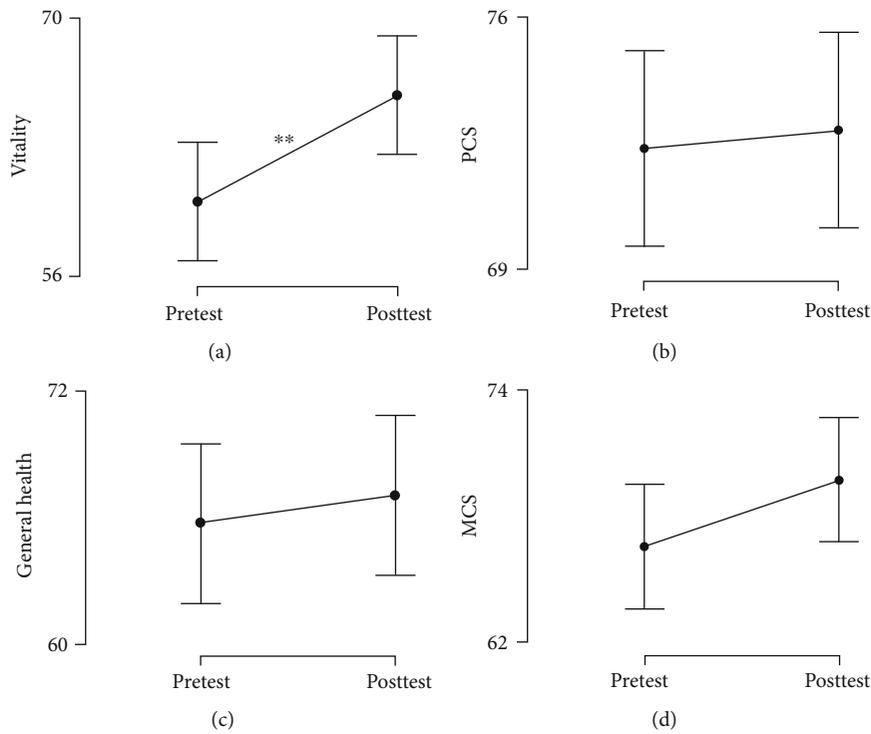 70
Vitality
**
56
Pretest Posttest
(a)
76
PCS
69
Pretest Posttest
(b)
72
General health
60
Pretest Posttest
(c)
74
MCS
62
Pretest Posttest
(d)